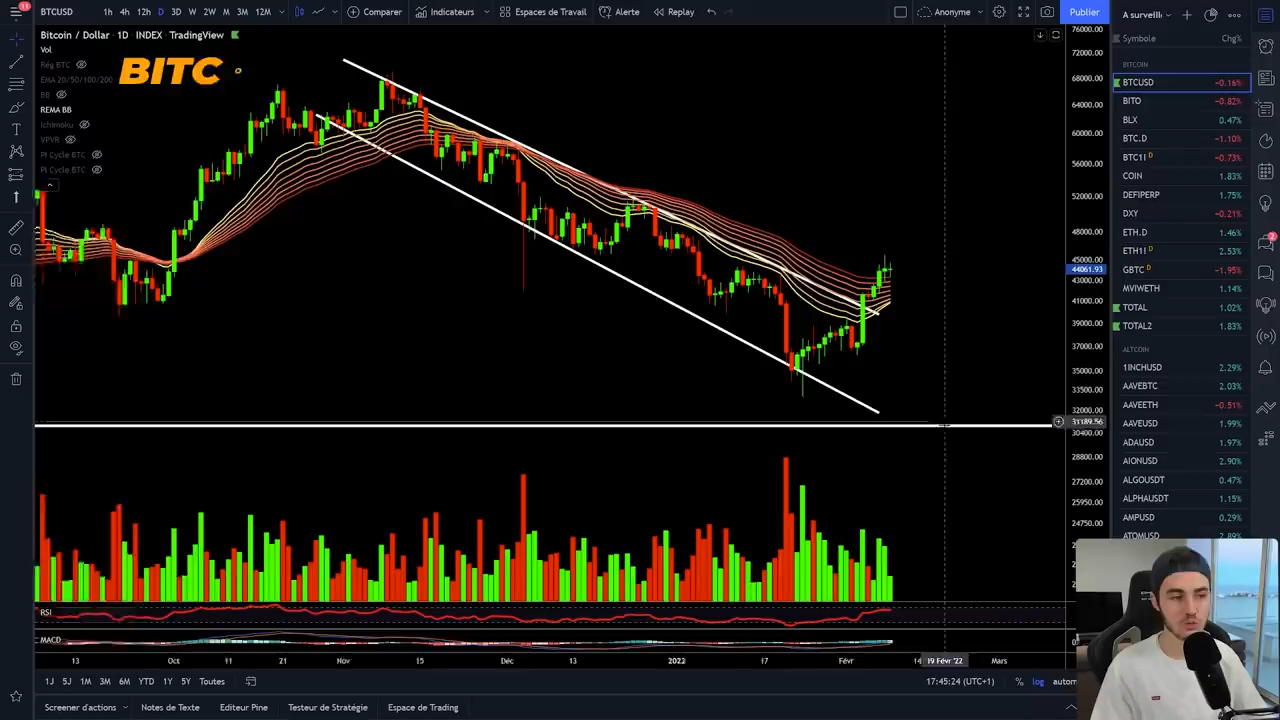 11
BTCUSD 1h 4h 12h D 3D W 2W M 3M 12M Comparer Indicateurs Espaces de Travail Alerte Replay Anonyme Publier A surveill
Bitcoin / Dollar · 1D · INDEX · TradingView
Vol
Rég BTC
EMA 20/50/100/200
BB
REMA BB
Ichimoku
VPVR
PI Cycle BTC
PI Cycle BTC
BITC
76000.00
72000.00
68000.00
64000.00
60000.00
56000.00
52000.00
48000.00
45000.00
44061.93
43000.00
41000.00
39000.00
37000.00
35000.00
33500.00
32000.00
31189.56
30400.00
28800.00
27200.00
25950.00
24750.00
Symbole Chg%
BITCOIN
BTCUSD −0.16%
BITO −0.82%
BLX 0.47%
BTC.D −1.10%
BTC1! D −0.73%
COIN 1.83%
DEFIPERP 1.75%
DXY −0.21%
ETH.D 1.46%
ETH1! D 2.53%
GBTC D −1.95%
MVIWETH 1.14%
TOTAL 1.02%
TOTAL2 1.83%
2
ALTCOIN
1INCHUSD 2.29%
AAVEBTC 2.03%
AAVEETH −0.51%
AAVEUSD 1.99%
ADAUSD 1.97%
AIONUSD 2.90%
ALGOUSDT 0.47%
ALPHAUSDT 1.15%
AMPUSD 0.29%
ATOMUSD 2.89%
RSI
MACD
13 Oct 11 21 Nov 15 Déc 13 2022 17 Févr 14 19 Févr '22 Mars
1J 5J 1M 3M 6M YTD 1Y 5Y Toutes 17:45:24 (UTC+1) % log autom
Screener d'actions Notes de Texte Editeur Pine Testeur de Stratégie Espace de Trading